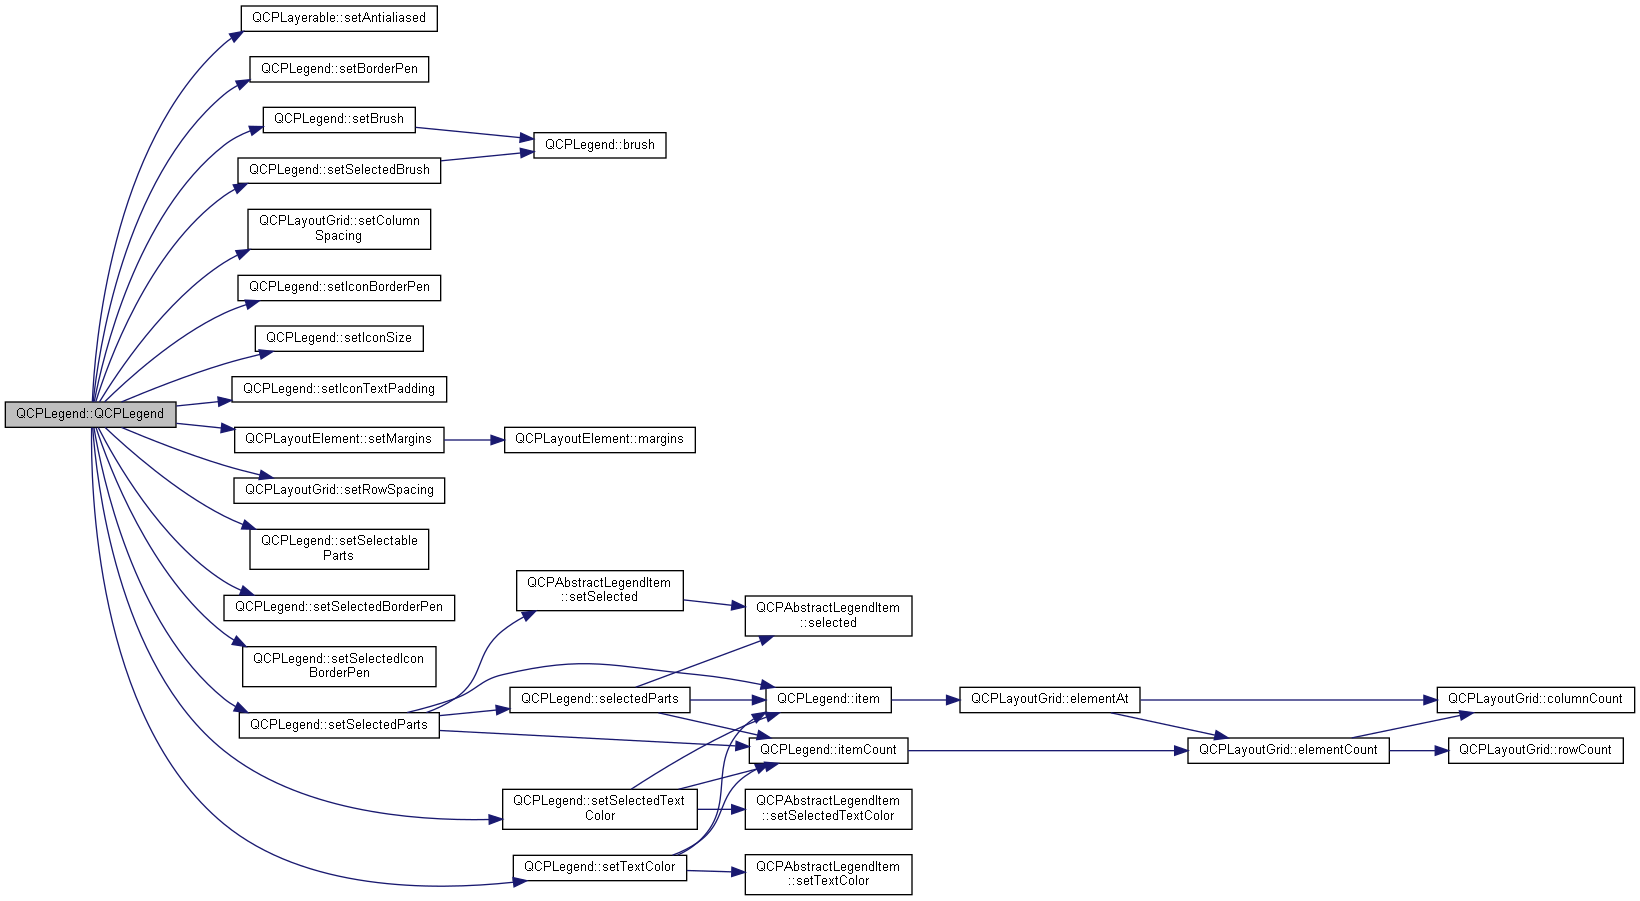 QCPLayerable::setAntialiased
QCPLegend::setBorderPen
QCPLegend::setBrush
QCPLegend::brush
QCPLegend::setSelectedBrush
QCPLayoutGrid::setColumn
Spacing
QCPLegend::setIconBorderPen
QCPLegend::setIconSize
QCPLegend::setIconTextPadding
QCPLegend::QCPLegend
QCPLayoutElement::setMargins
QCPLayoutElement::margins
QCPLayoutGrid::setRowSpacing
QCPLegend::setSelectable
Parts
QCPLegend::setSelectedBorderPen
QCPLegend::setSelectedIcon
BorderPen
QCPLegend::setSelectedParts
QCPAbstractLegendItem
::setSelected
QCPAbstractLegendItem
::selected
QCPLegend::selectedParts
QCPLegend::item
QCPLayoutGrid::elementAt
QCPLayoutGrid::columnCount
QCPLegend::itemCount
QCPLayoutGrid::elementCount
QCPLayoutGrid::rowCount
QCPLegend::setSelectedText
Color
QCPAbstractLegendItem
::setSelectedTextColor
QCPLegend::setTextColor
QCPAbstractLegendItem
::setTextColor